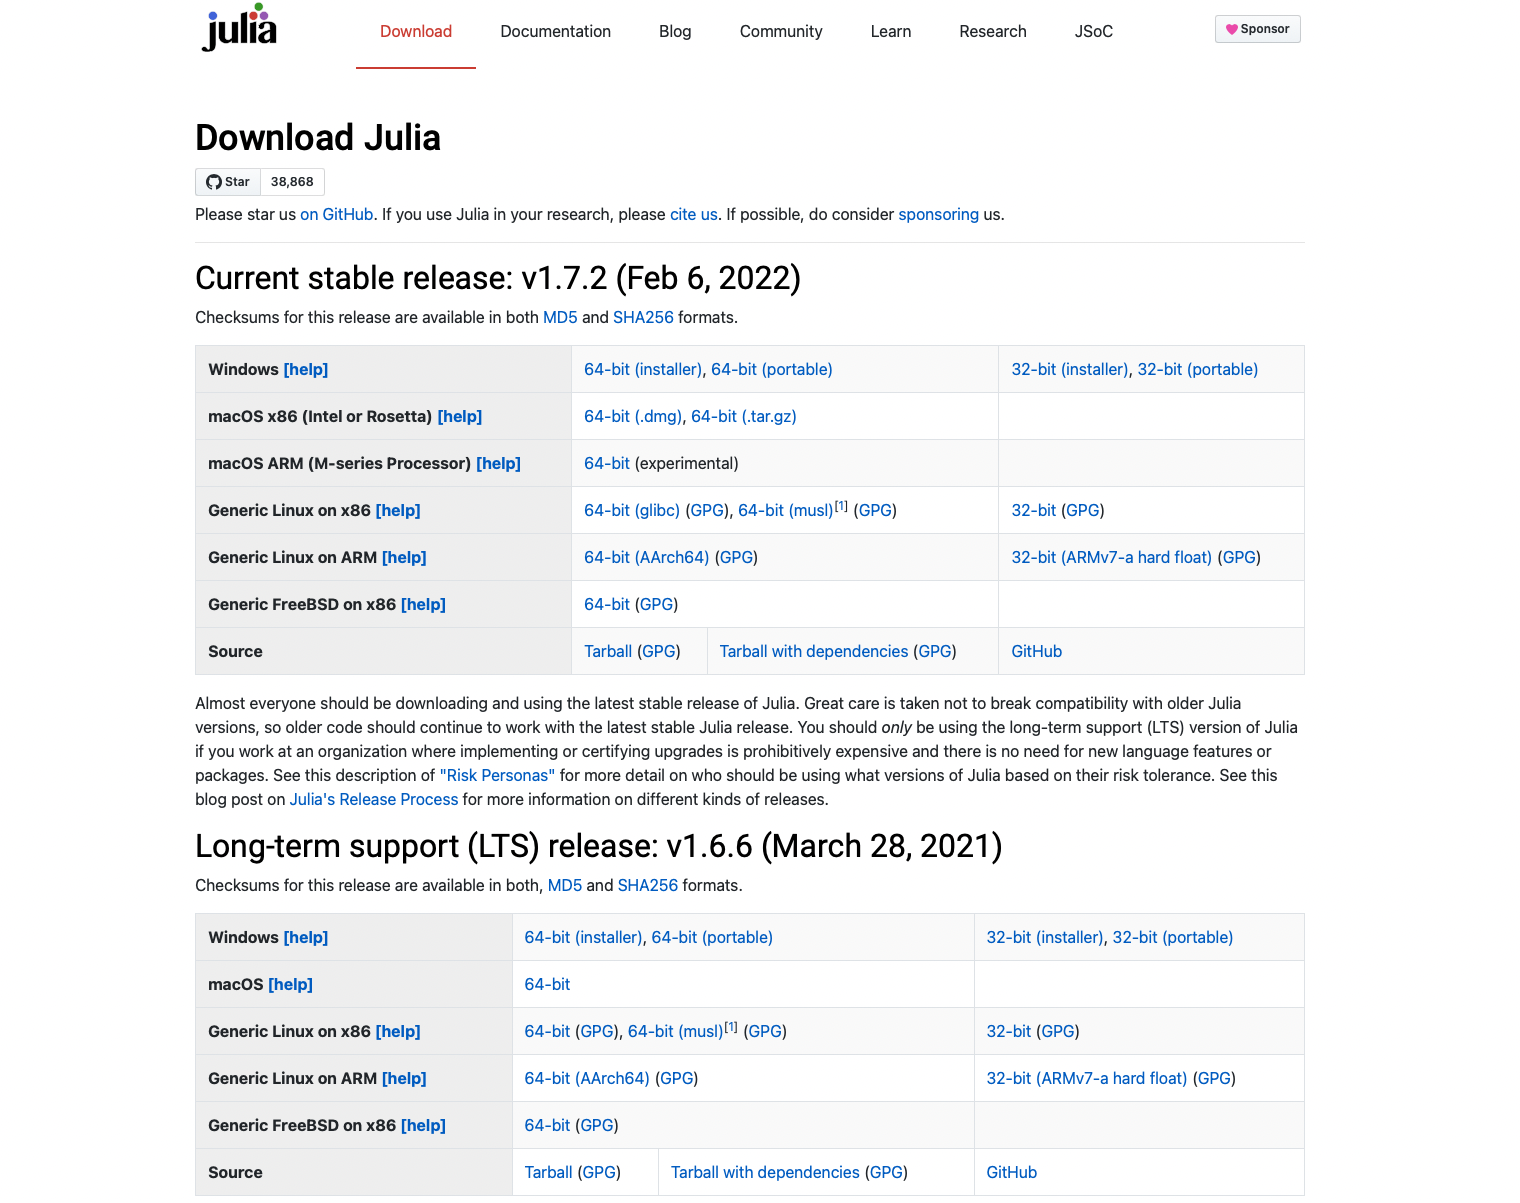 julia
Download Documentation Blog Community Learn Research JSoC Sponsor
Download Julia
Star 38,868
Please star us on GitHub. If you use Julia in your research, please cite us. If possible, do consider sponsoring us.
Current stable release: v1.7.2 (Feb 6, 2022)
Checksums for this release are available in both MD5 and SHA256 formats.
Windows [help] 64-bit (installer), 64-bit (portable) 32-bit (installer), 32-bit (portable)
macOS x86 (Intel or Rosetta) [help] 64-bit (.dmg), 64-bit (.tar.gz)
macOS ARM (M-series Processor) [help] 64-bit (experimental)
Generic Linux on x86 [help] 64-bit (glibc) (GPG), 64-bit (musl)[1] (GPG) 32-bit (GPG)
Generic Linux on ARM [help] 64-bit (AArch64) (GPG) 32-bit (ARMv7-a hard float) (GPG)
Generic FreeBSD on x86 [help] 64-bit (GPG)
Source Tarball (GPG) Tarball with dependencies (GPG) GitHub
Almost everyone should be downloading and using the latest stable release of Julia. Great care is taken not to break compatibility with older Julia
versions, so older code should continue to work with the latest stable Julia release. You should only be using the long-term support (LTS) version of Julia
if you work at an organization where implementing or certifying upgrades is prohibitively expensive and there is no need for new language features or
packages. See this description of "Risk Personas" for more detail on who should be using what versions of Julia based on their risk tolerance. See this
blog post on Julia's Release Process for more information on different kinds of releases.
Long-term support (LTS) release: v1.6.6 (March 28, 2021)
Checksums for this release are available in both, MD5 and SHA256 formats.
Windows [help] 64-bit (installer), 64-bit (portable) 32-bit (installer), 32-bit (portable)
macOS [help] 64-bit
Generic Linux on x86 [help] 64-bit (GPG), 64-bit (musl)[1] (GPG) 32-bit (GPG)
Generic Linux on ARM [help] 64-bit (AArch64) (GPG) 32-bit (ARMv7-a hard float) (GPG)
Generic FreeBSD on x86 [help] 64-bit (GPG)
Source Tarball (GPG) Tarball with dependencies (GPG) GitHub